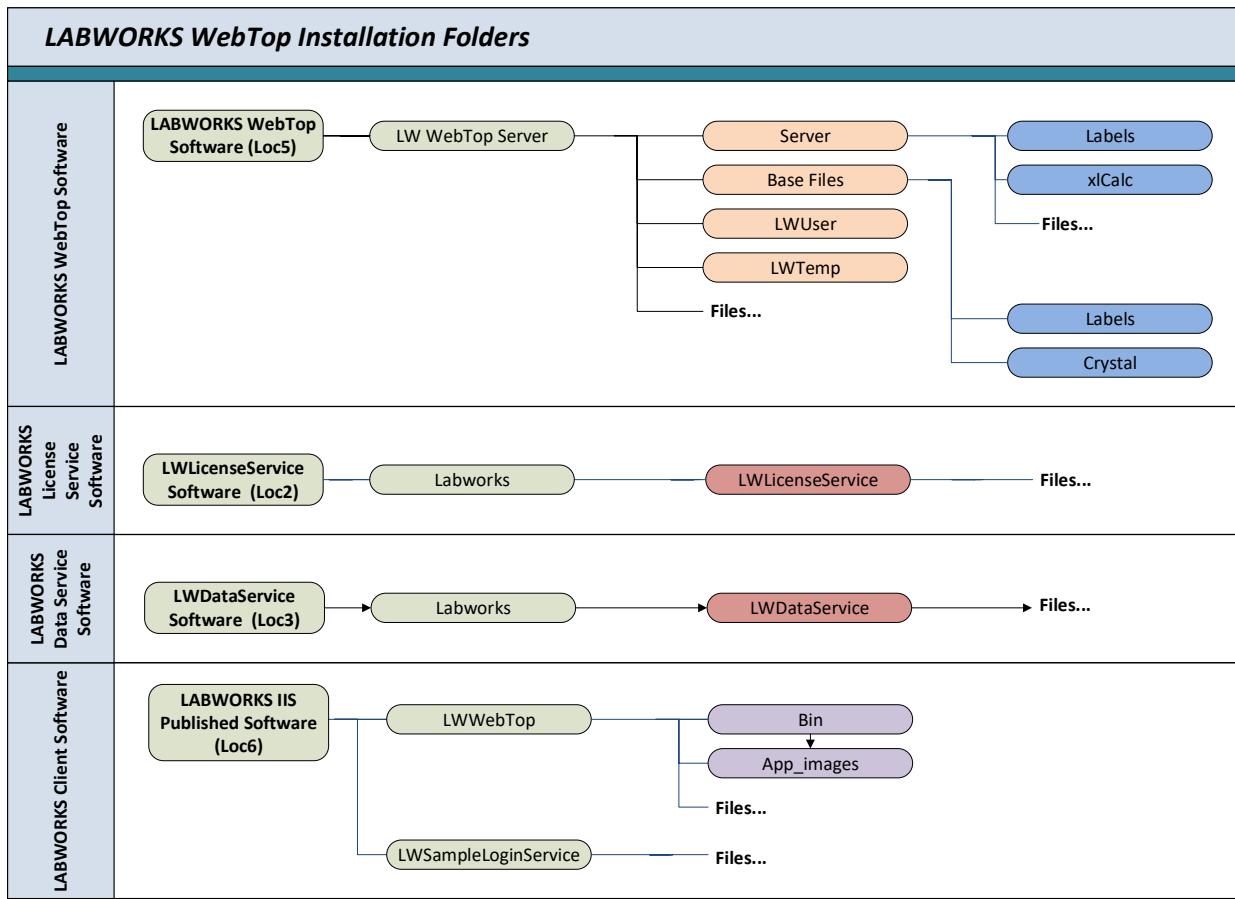 LABWORKS WebTop Installation Folders
LABWORKS WebTop Software
LABWORKS WebTop
Software (Loc5)
LW WebTop Server
Server
Base Files
LWUser
LWTemp
Files...
Labels
xlCalc
Files...
Labels
Crystal
LABWORKS
License
Service
Software
LWLicenseService
Software (Loc2)
Labworks
LWLicenseService
Files...
LABWORKS
Data Service
Software
LWDataService
Software (Loc3)
Labworks
LWDataService
Files...
LABWORKS Client Software
LABWORKS IIS
Published Software
(Loc6)
LWWebTop
Bin
App_images
Files...
LWSampleLoginService
Files...